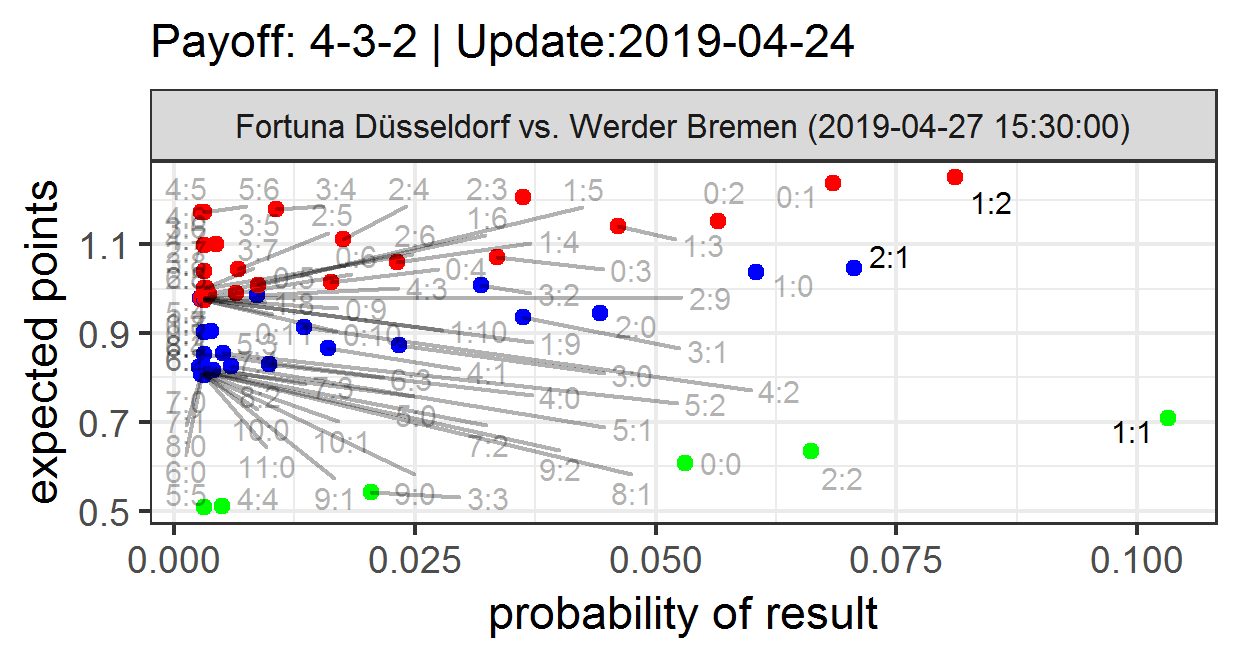 Payoff: 4-3-2 | Update:2019-04-24
Fortuna Düsseldorf vs. Werder Bremen (2019-04-27 15:30:00)
expected points
1.1
0.9
0.7
0.5
4:5 5:6 3:4 2:4 2:3 1:5 0:2 0:1 1:2
3:5 2:5 1:6 1:3 2:1
3:7 2:6 1:4
0:5 0:6 0:4 0:3 1:0
1:8 4:3 3:2 2:9
0:9 2:0
0:11 0:10 1:10 1:9 3:1
5:3 4:1 3:0
7:3 6:3 4:0 5:2 4:2
7:0 8:2 5:0
7:1 10:0 10:1 7:2 5:1 1:1
8:0 11:0 9:2 0:0
6:0 2:2
5:5 4:4 9:1 9:0 3:3 8:1
0.000 0.025 0.050 0.075 0.100
probability of result